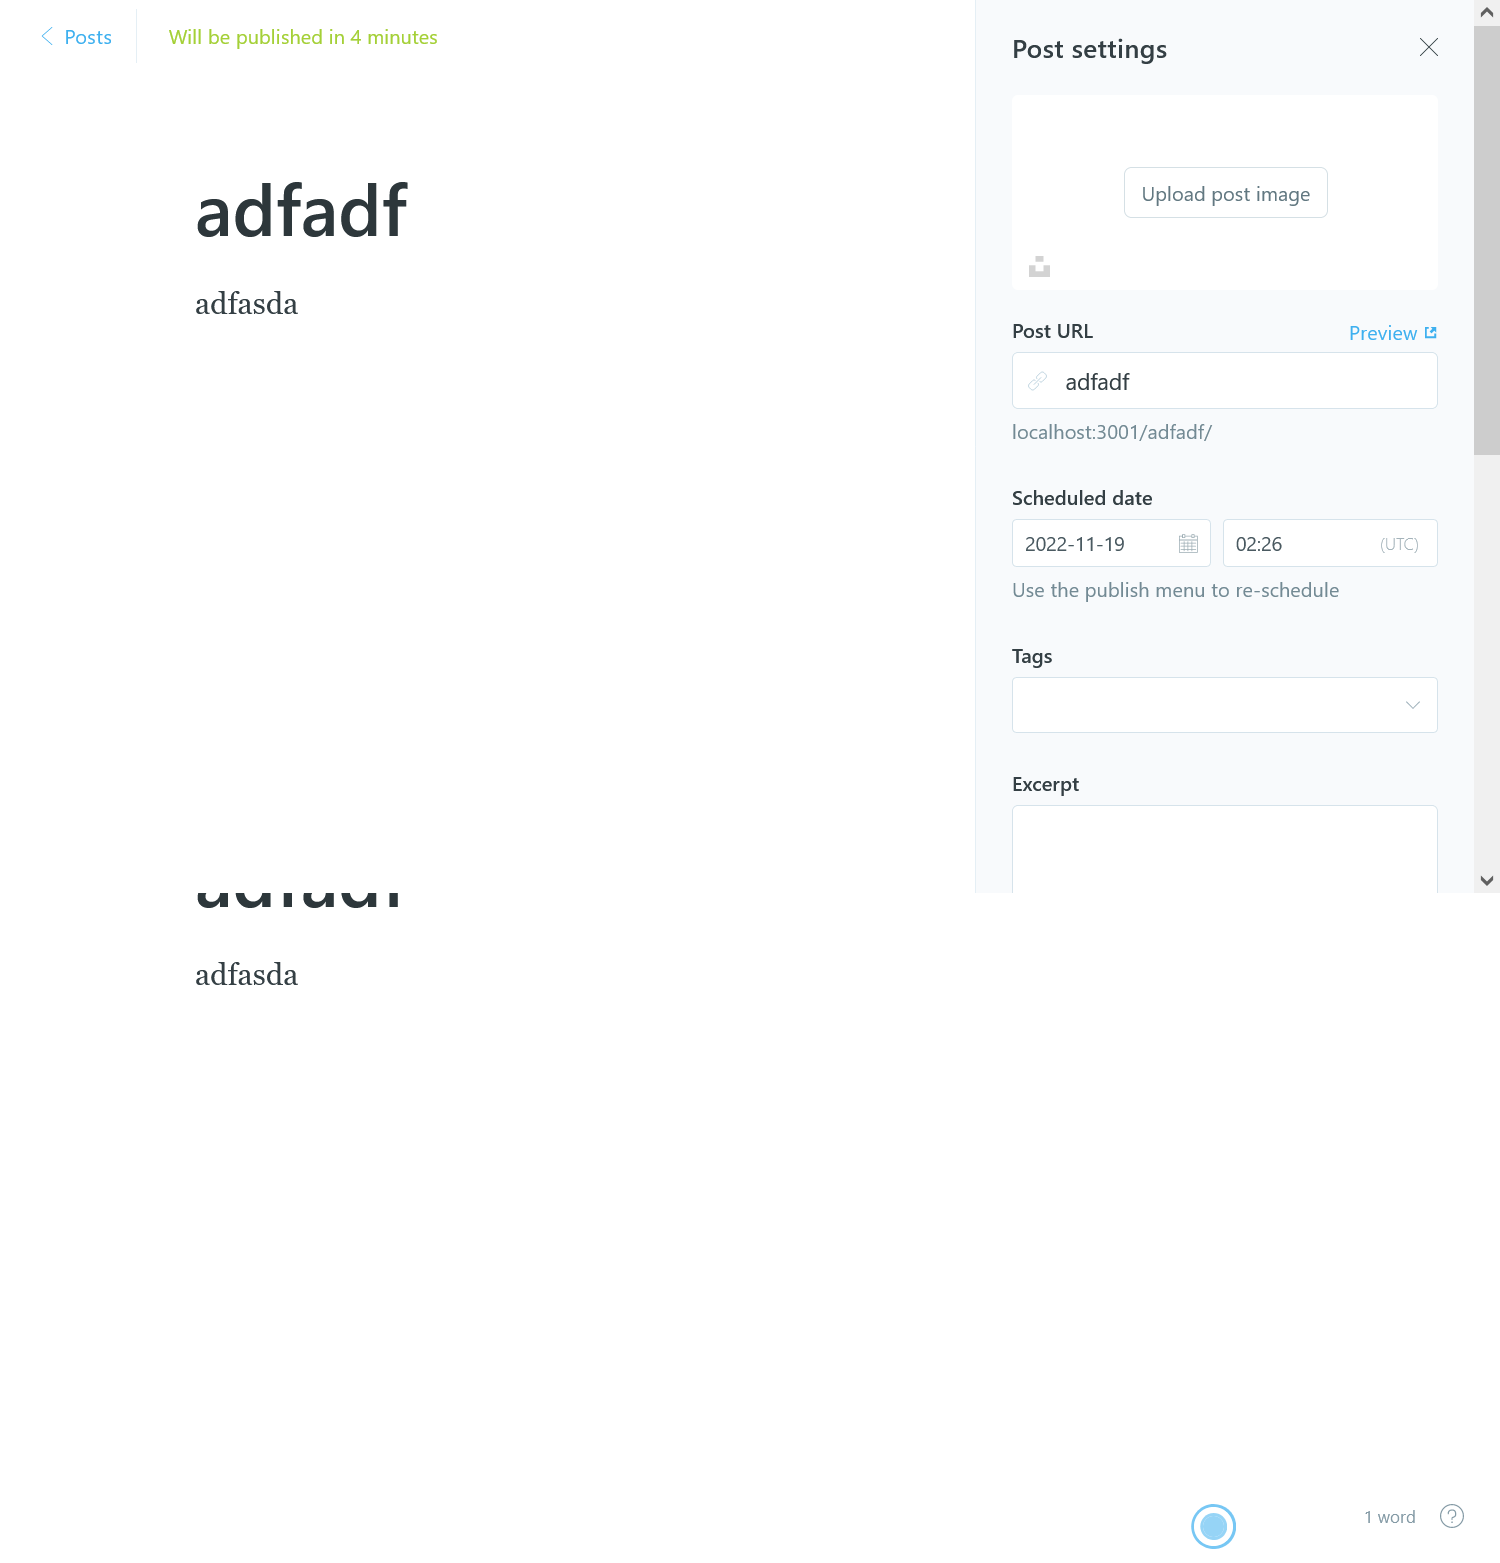 Posts
Will be published in 4 minutes
adfadf
adfasda
Post settings
Upload post image
Post URL
Preview
adfadf
localhost:3001/adfadf/
Scheduled date
2022-11-19
02:26
(UTC)
Use the publish menu to re-schedule
Tags
Excerpt
adfadf
adfasda
1 word
?